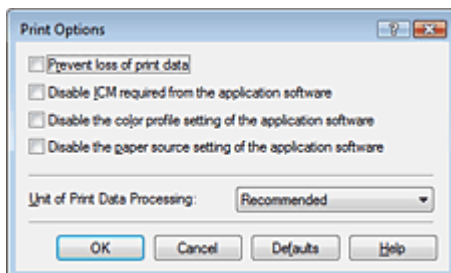 Print Options
Prevent loss of print data
Disable ICM required from the application software
Disable the color profile setting of the application software
Disable the paper source setting of the application software
Unit of Print Data Processing: Recommended
OK Cancel Defaults Help